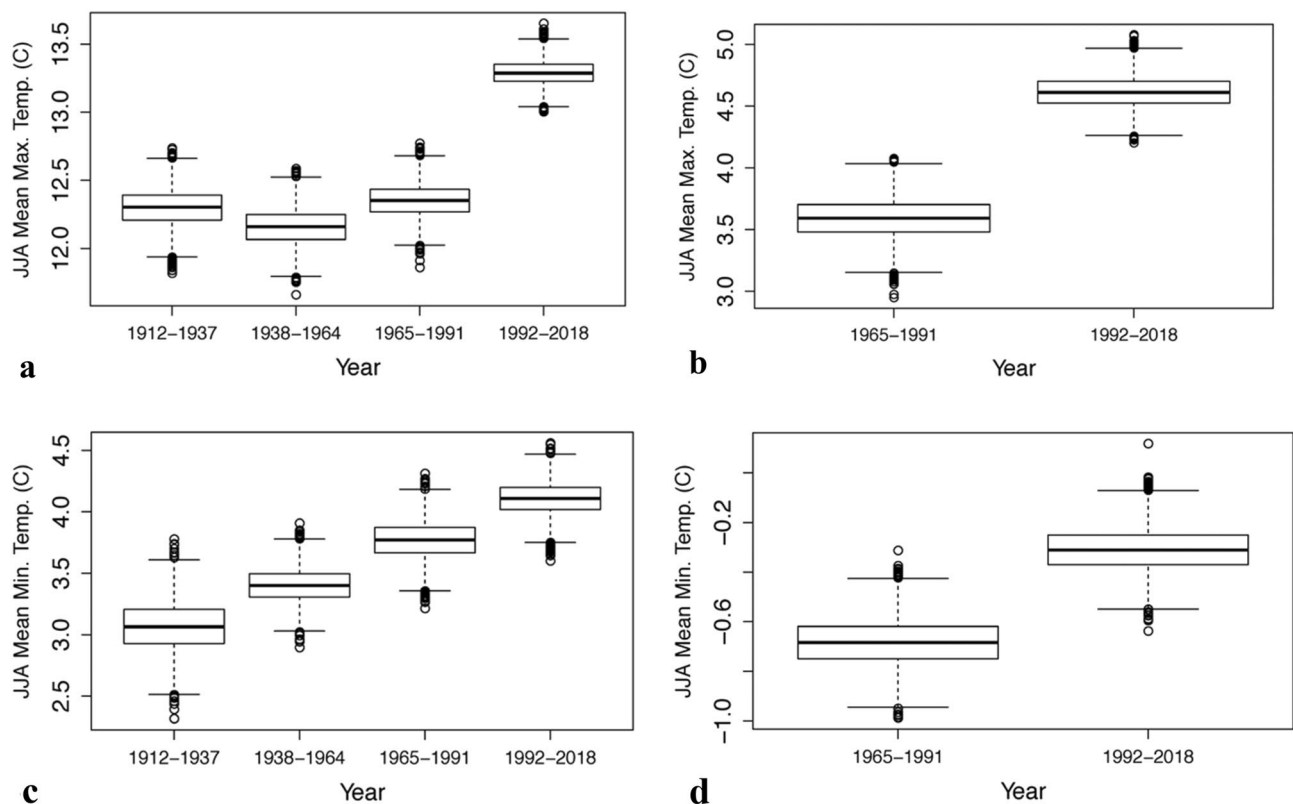 JJA Mean Max. Temp. (C)
13.5
13.0
12.5
12.0
1912–1937
1938–1964
1965–1991
1992–2018
Year
a
JJA Mean Max. Temp. (C)
5.0
4.5
4.0
3.5
3.0
1965–1991
1992–2018
Year
b
JJA Mean Min. Temp. (C)
4.5
4.0
3.5
3.0
2.5
1912–1937
1938–1964
1965–1991
1992–2018
Year
c
JJA Mean Min. Temp. (C)
−0.2
−0.6
−1.0
1965–1991
1992–2018
Year
d